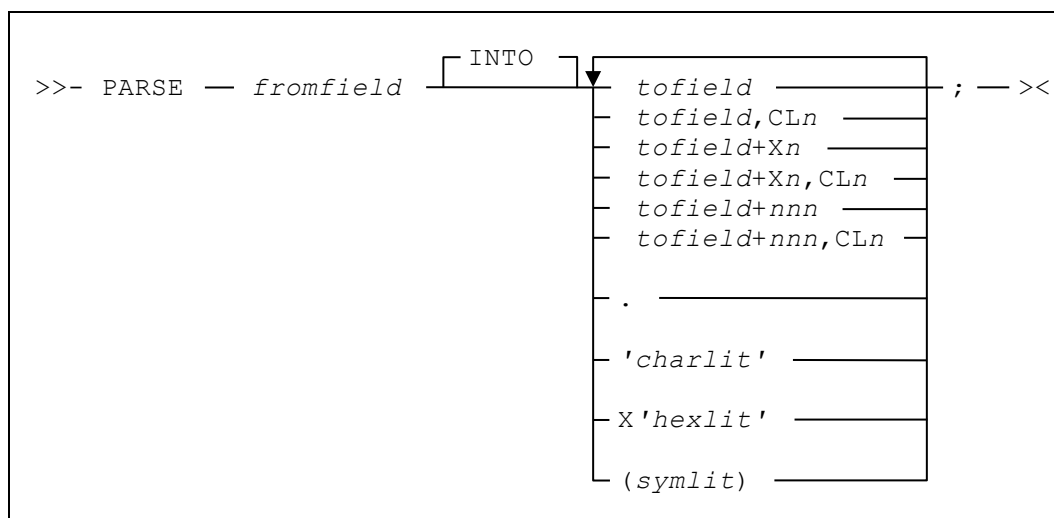 INTO
>>- PARSE — fromfield tofield ; — ><
tofield,CLn
tofield+Xn
tofield+Xn,CLn
tofield+nnn
tofield+nnn,CLn
.
'charlit'
X'hexlit'
(symlit)